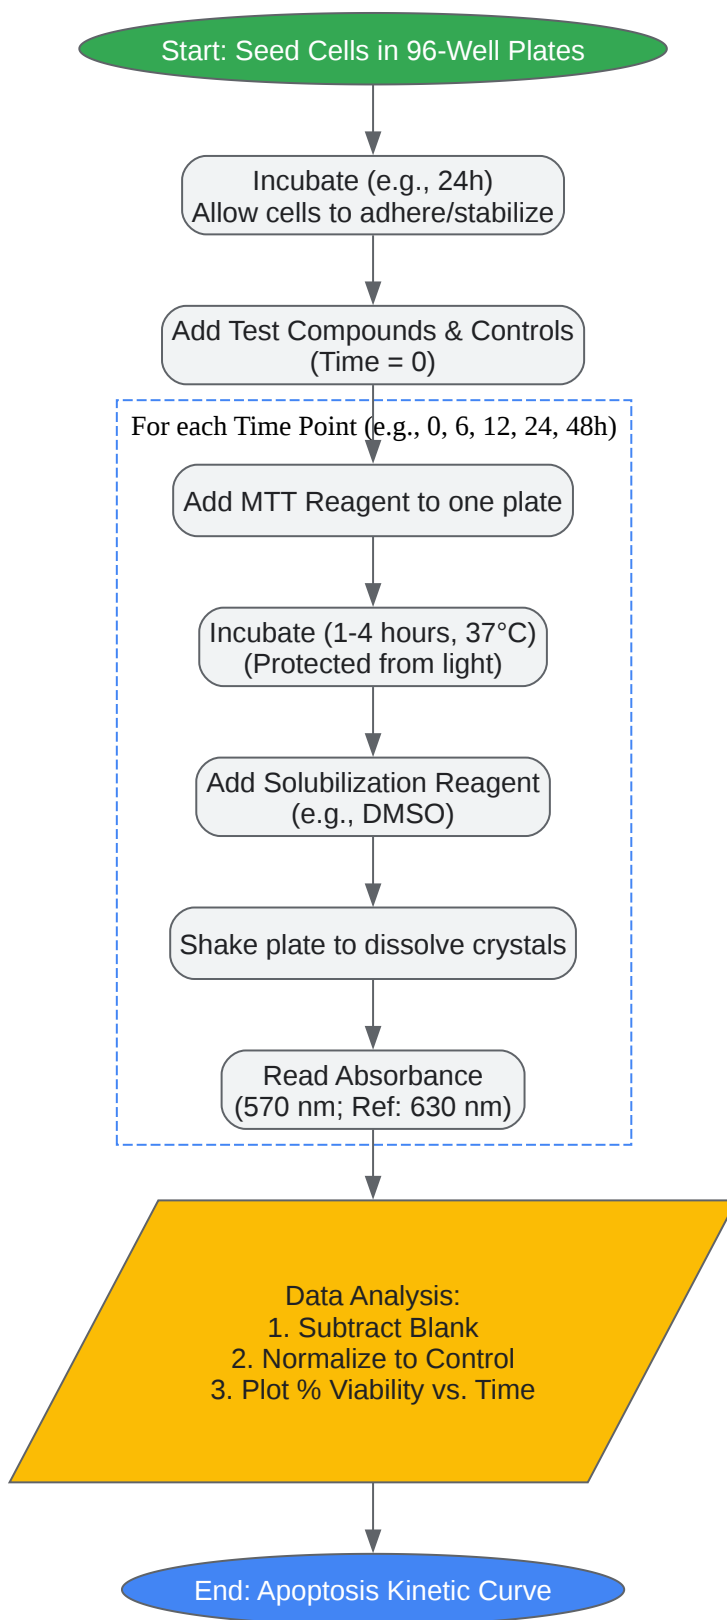 Start: Seed Cells in 96-Well Plates
Incubate (e.g., 24h)
Allow cells to adhere/stabilize
Add Test Compounds & Controls
(Time = 0)
For each Time Point (e.g., 0, 6, 12, 24, 48h)
Add MTT Reagent to one plate
Incubate (1-4 hours, 37°C)
(Protected from light)
Add Solubilization Reagent
(e.g., DMSO)
Shake plate to dissolve crystals
Read Absorbance
(570 nm; Ref: 630 nm)
Data Analysis:
1. Subtract Blank
2. Normalize to Control
3. Plot % Viability vs. Time
End: Apoptosis Kinetic Curve